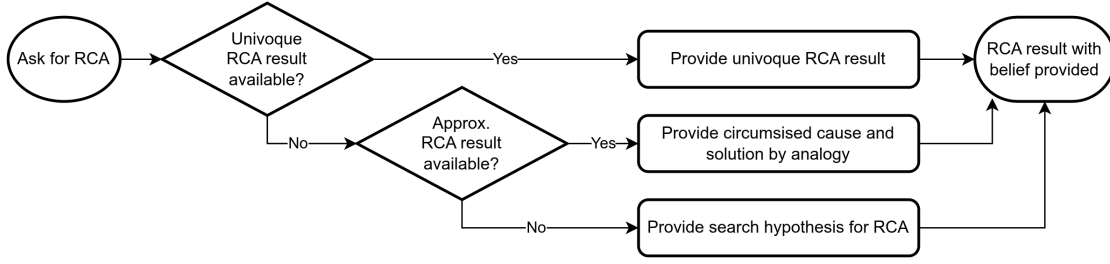 Ask for RCA
Univoque
RCA result
available?
Yes
Provide univoque RCA result
RCA result with
belief provided
No
Approx.
RCA result
available?
Yes
Provide circumsised cause and
solution by analogy
No
Provide search hypothesis for RCA